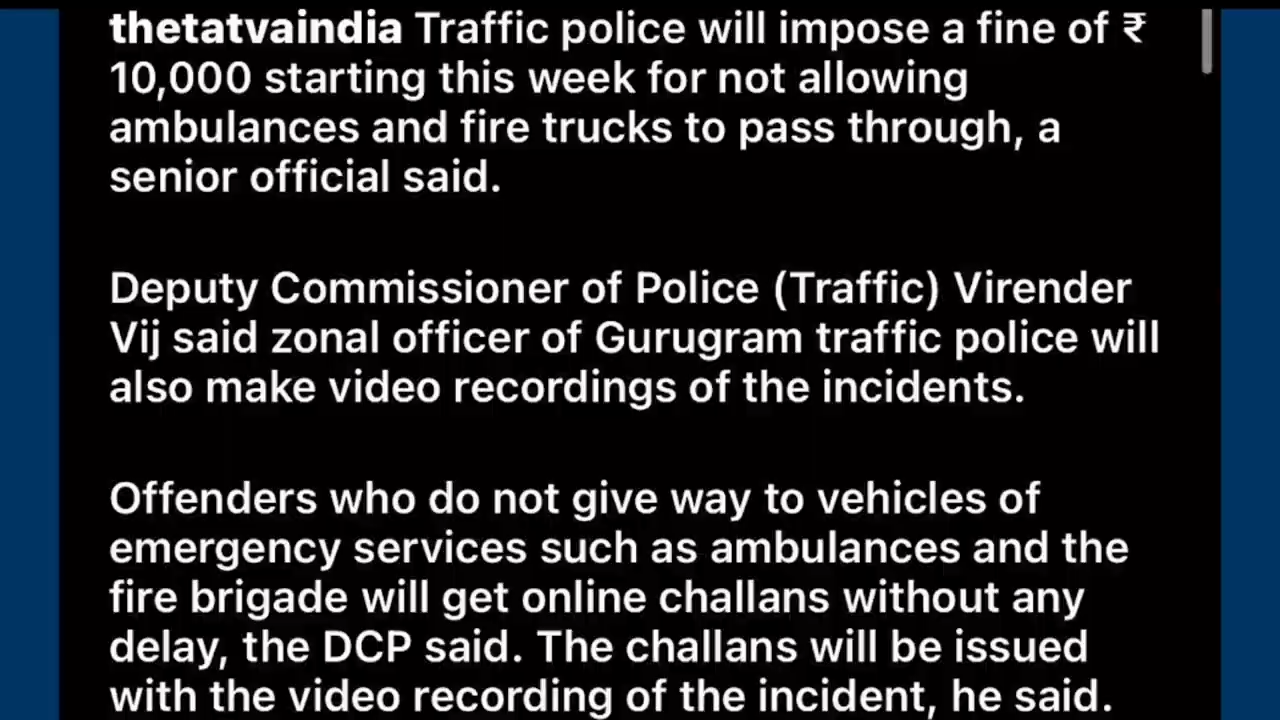 thetatvaindia Traffic police will impose a fine of ₹
10,000 starting this week for not allowing
ambulances and fire trucks to pass through, a
senior official said.
Deputy Commissioner of Police (Traffic) Virender
Vij said zonal officer of Gurugram traffic police will
also make video recordings of the incidents.
Offenders who do not give way to vehicles of
emergency services such as ambulances and the
fire brigade will get online challans without any
delay, the DCP said. The challans will be issued
with the video recording of the incident, he said.